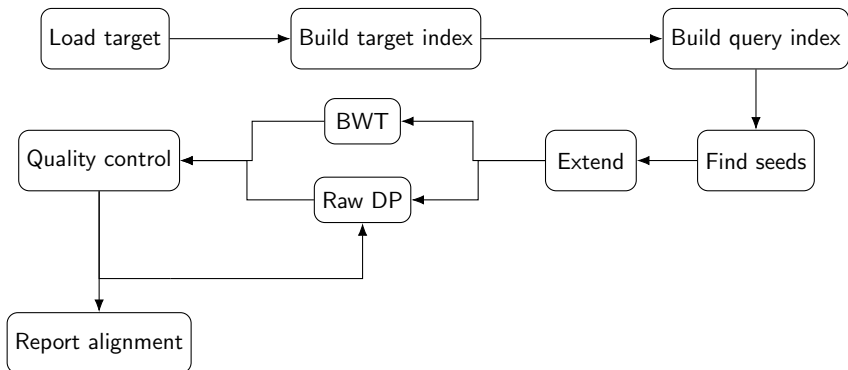 Load target
Build target index
Build query index
BWT
Quality control
Extend
Find seeds
Raw DP
Report alignment